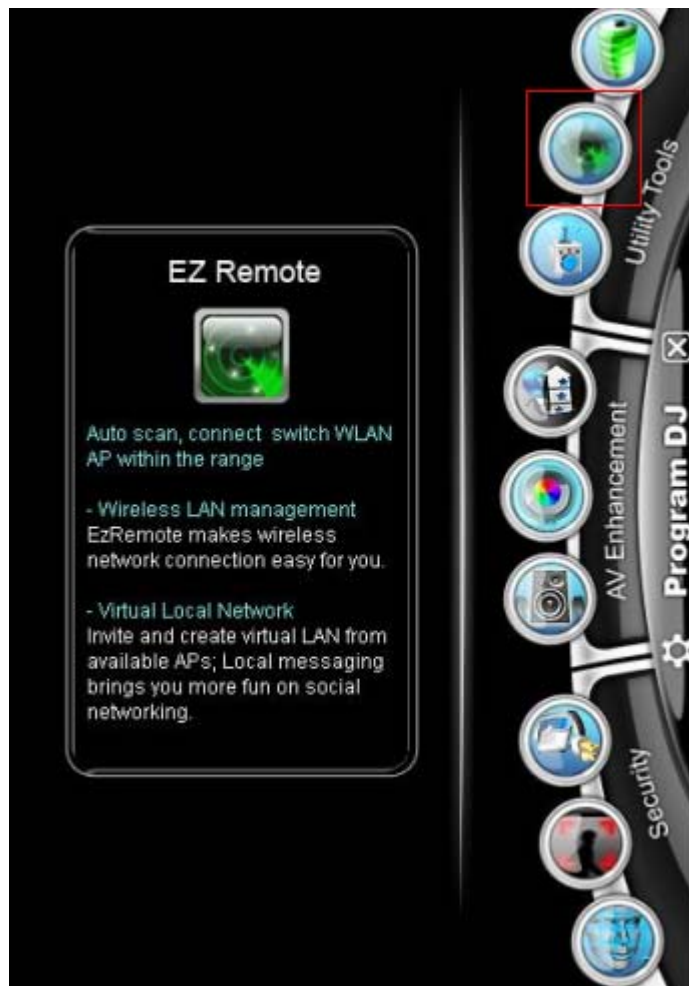 EZ Remote
Auto scan, connect switch WLAN
AP within the range
- Wireless LAN management
EzRemote makes wireless
network connection easy for you.
- Virtual Local Network
Invite and create virtual LAN from
available APs; Local messaging
brings you more fun on social
networking.
Utility Tools
AV Enhancement
Security
Program DJ